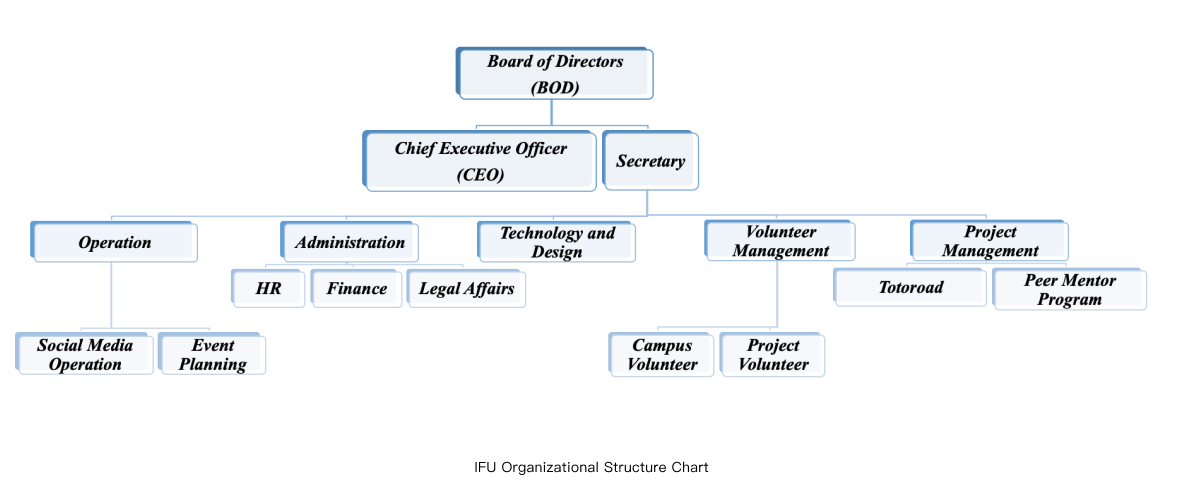 Board of Directors
(BOD)
Chief Executive Officer
(CEO)
Secretary
Operation
Administration
Technology and
Design
Volunteer
Management
Project
Management
HR
Finance
Legal Affairs
Totoroad
Peer Mentor
Program
Social Media
Operation
Event
Planning
Campus
Volunteer
Project
Volunteer
IFU Organizational Structure Chart